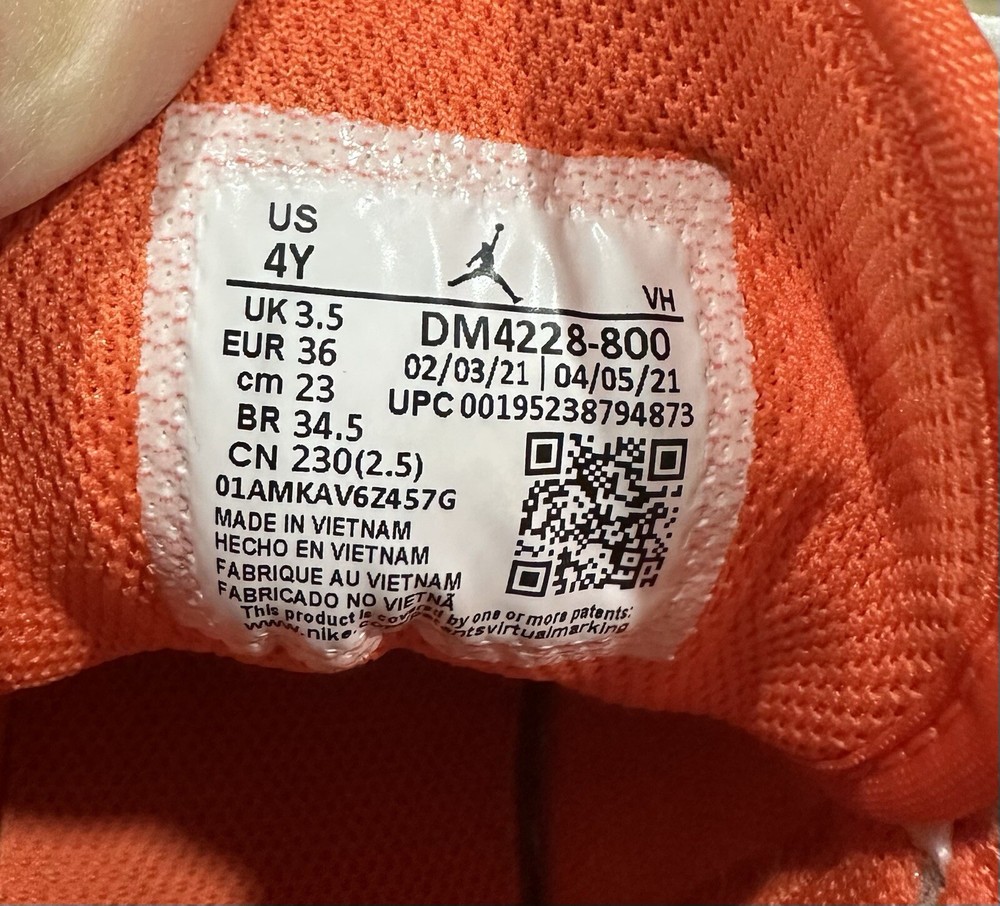 US
4Y
VH
UK 3.5
EUR 36
cm 23
BR 34.5
CN 230(2.5)
DM4228-800
02/03/21 | 04/05/21
UPC 00195238794873
01AMKAV6Z457G
MADE IN VIETNAM
HECHO EN VIETNAM
FABRIQUE AU VIETNAM
FABRICADO NO VIETNÃ
This product is by one or more patents:
www.nike.